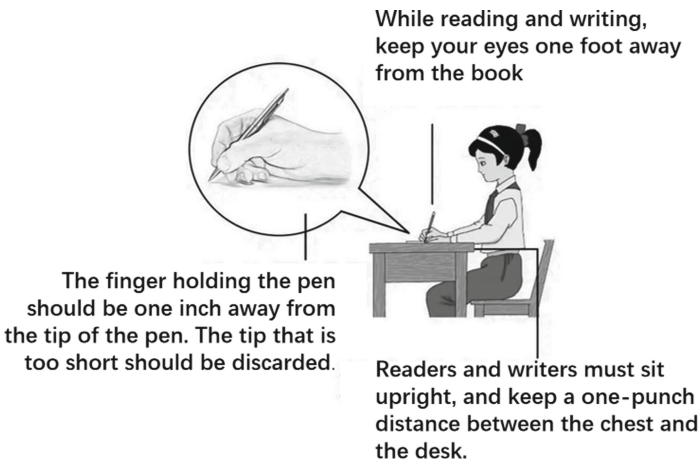 While reading and writing,
keep your eyes one foot away
from the book
The finger holding the pen
should be one inch away from
the tip of the pen. The tip that is
too short should be discarded.
Readers and writers must sit
upright, and keep a one-punch
distance between the chest and
the desk.